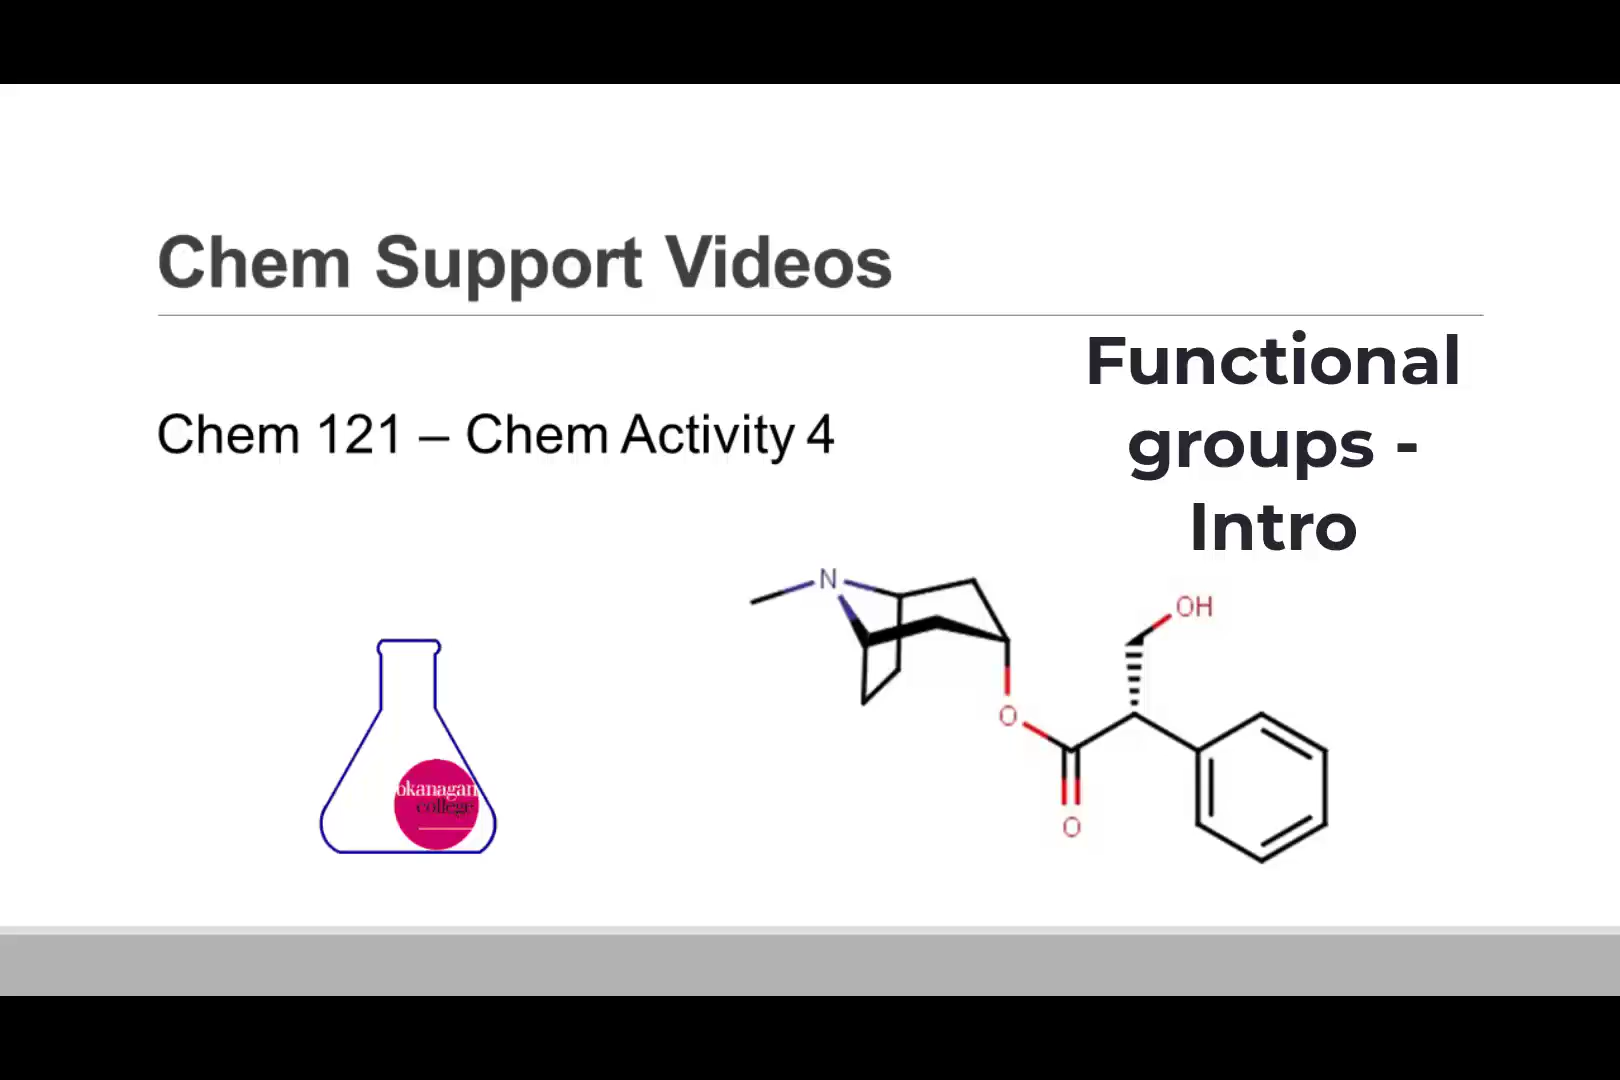 Chem Support Videos
Functional
groups -
Intro
Chem 121 – Chem Activity 4
N
OH
O
O
okanagan
college